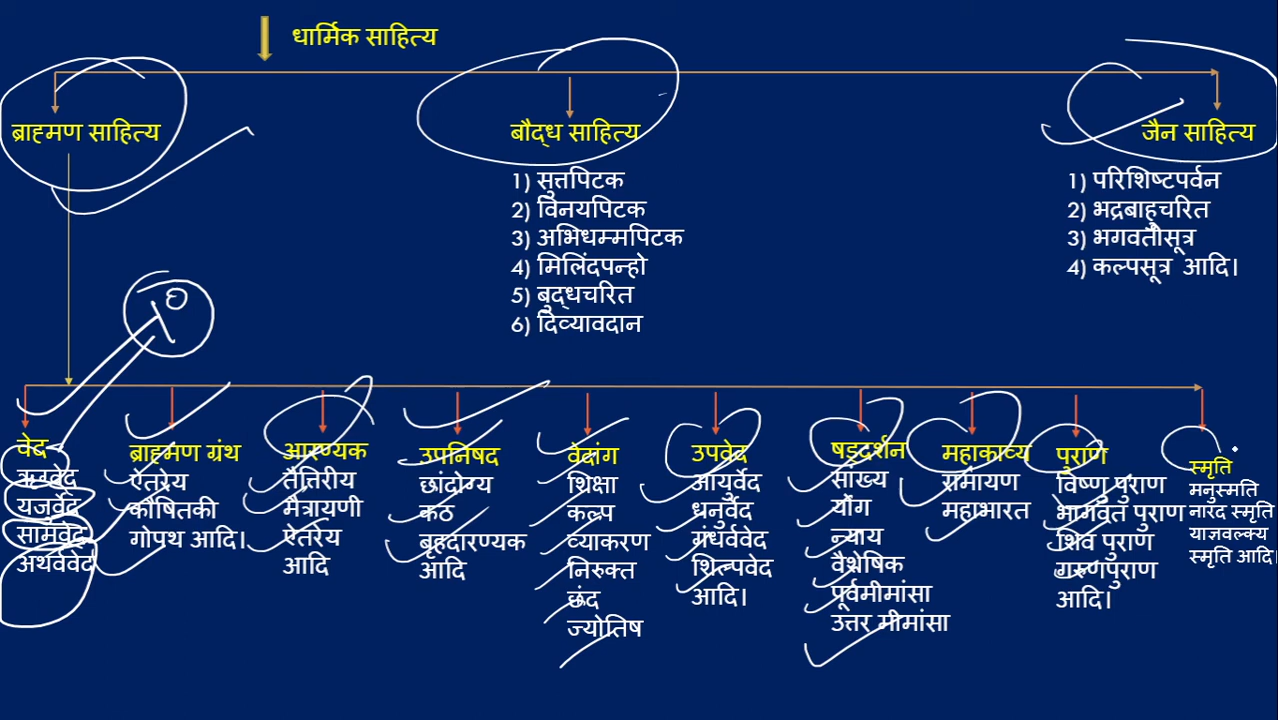 धार्मिक साहित्य
ब्राह्मण साहित्य
बौद्ध साहित्य
1) सुत्तपिटक
2) विनयपिटक
3) अभिधम्मपिटक
4) मिलिंदपन्हो
5) बुद्धचरित
6) दिव्यावदान
जैन साहित्य
1) परिशिष्टपर्वन
2) भद्रबाहुचरित
3) भगवतीसूत्र
4) कल्पसूत्र आदि।
वेद
ऋग्वेद
यजुर्वेद
सामवेद
अथर्ववेद
ब्राह्मण ग्रंथ
ऐतरेय
कौषितकी
गोपथ आदि।
आरण्यक
तैत्तिरीय
मैत्रायणी
ऐतरेय
आदि
उपनिषद
छांदोग्य
कठ
बृहदारण्यक
आदि
वेदांग
शिक्षा
कल्प
व्याकरण
निरुक्त
छंद
ज्योतिष
उपवेद
आयुर्वेद
धनुर्वेद
गंधर्ववेद
शिल्पवेद
आदि।
षड्दर्शन
सांख्य
योग
न्याय
वैश्लेषिक
पूर्वमीमांसा
उत्तर मीमांसा
महाकाव्य
रामायण
महाभारत
पुराण
विष्णु पुराण
भागवत पुराण
शिव पुराण
गरुणपुराण
आदि।
स्मृति
मनुस्मति
नारद स्मृति
याज्ञवल्क्य
स्मृति आदि।